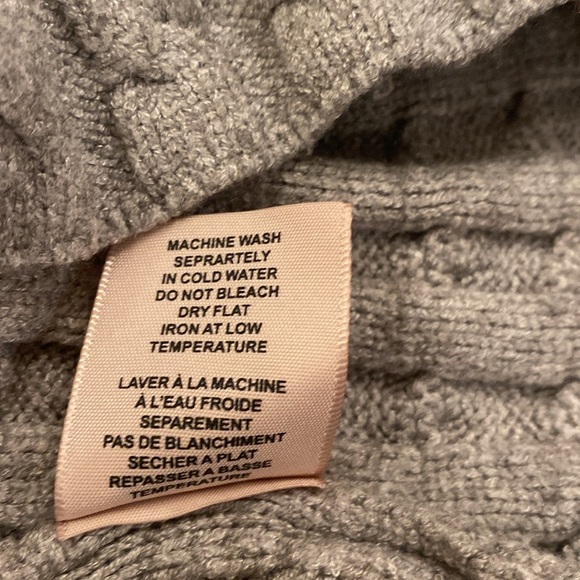 MACHINE WASH
SEPRARTELY
IN COLD WATER
DO NOT BLEACH
DRY FLAT
IRON AT LOW
TEMPERATURE
LAVER À LA MACHINE
À L'EAU FROIDE
SEPAREMENT
PAS DE BLANCHIMENT
SECHER A PLAT
REPASSER A BASSE
TEMPERATURE